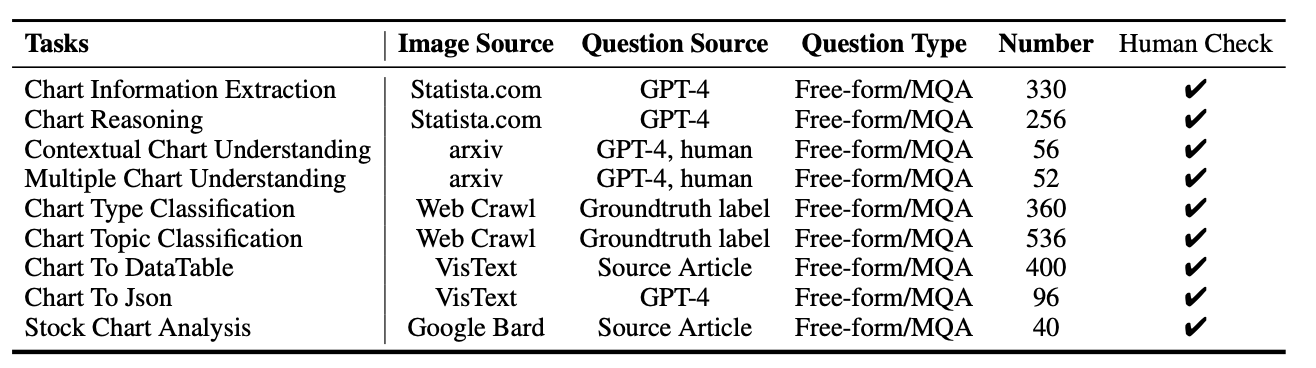 Tasks Image Source Question Source Question Type Number Human Check
Chart Information Extraction Statista.com GPT-4 Free-form/MQA 330 ✔
Chart Reasoning Statista.com GPT-4 Free-form/MQA 256 ✔
Contextual Chart Understanding arxiv GPT-4, human Free-form/MQA 56 ✔
Multiple Chart Understanding arxiv GPT-4, human Free-form/MQA 52 ✔
Chart Type Classification Web Crawl Groundtruth label Free-form/MQA 360 ✔
Chart Topic Classification Web Crawl Groundtruth label Free-form/MQA 536 ✔
Chart To DataTable VisText Source Article Free-form/MQA 400 ✔
Chart To Json VisText GPT-4 Free-form/MQA 96 ✔
Stock Chart Analysis Google Bard Source Article Free-form/MQA 40 ✔